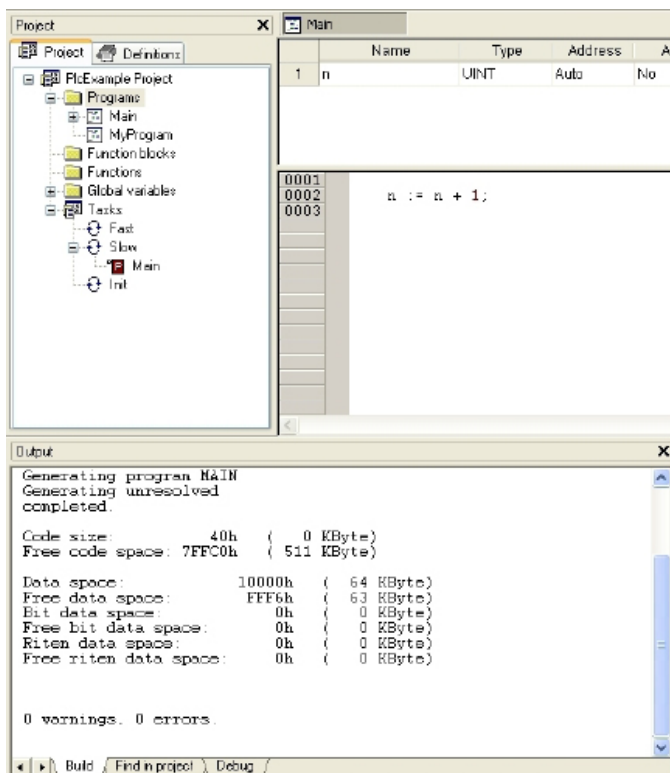 Project
Project Definitions
PlcExample Project
Programs
Main
MyProgram
Function blocks
Functions
Global variables
Tasks
Fast
Slow
Main
Init
Main
Name Type Address A
1 n UINT Auto No
0001
0002 n := n + 1;
0003
Output
Generating program MAIN
Generating unresolved
completed.
Code size: 40h ( 0 KByte)
Free code space: 7FFC0h ( 511 KByte)
Data space: 10000h ( 64 KByte)
Free data space: FFF6h ( 63 KByte)
Bit data space: 0h ( 0 KByte)
Free bit data space: 0h ( 0 KByte)
Riten data space: 0h ( 0 KByte)
Free riten data space: 0h ( 0 KByte)
0 warnings, 0 errors.
Build Find in project Debug